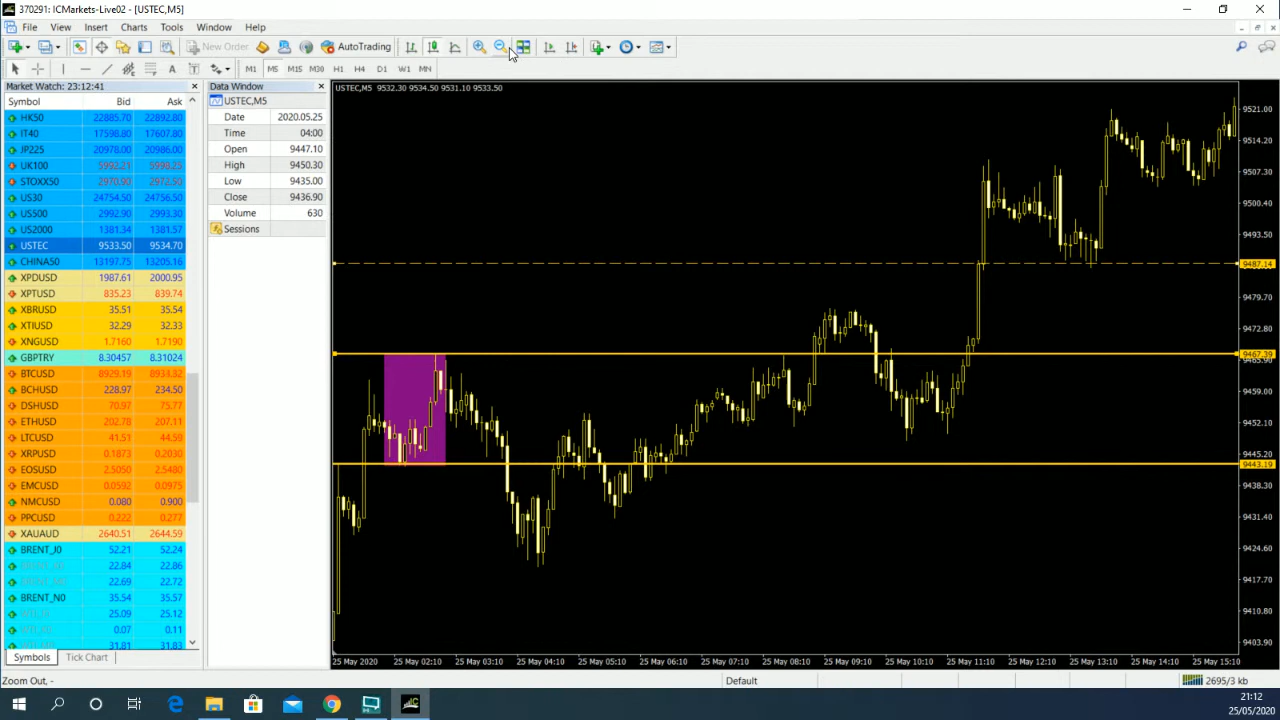 370291: ICMarkets-Live02 - [USTEC,M5]
File View Insert Charts Tools Window Help
New Order AutoTrading
A T M1 M5 M15 M30 H1 H4 D1 W1 MN
Market Watch: 23:12:41
Symbol Bid Ask
HK50 22885.70 22892.80
IT40 17598.80 17607.80
JP225 20978.00 20986.00
UK100 5992.21 5998.25
STOXX50 2970.90 2972.50
US30 24754.50 24756.50
US500 2992.90 2993.30
US2000 1381.34 1381.57
USTEC 9533.50 9534.70
CHINA50 13197.75 13205.16
XPDUSD 1987.61 2000.95
XPTUSD 835.23 839.74
XBRUSD 35.51 35.54
XTIUSD 32.29 32.33
XNGUSD 1.7160 1.7190
GBPTRY 8.30457 8.31024
BTCUSD 8929.19 8934.32
BCHUSD 228.97 234.50
DSHUSD 70.97 75.77
ETHUSD 202.78 207.11
LTCUSD 41.51 44.59
XRPUSD 0.1873 0.2030
EOSUSD 2.5050 2.5480
EMCUSD 0.0592 0.0975
NMCUSD 0.080 0.900
PPCUSD 0.222 0.277
XAUAUD 2640.51 2644.59
BRENT_J0 52.21 52.24
22.84 22.86
22.69 22.72
BRENT_N0 35.54 35.57
25.09 25.12
0.07 0.11
31.81 31.83
Symbols Tick Chart
Data Window
USTEC,M5
Date 2020.05.25
Time 04:00
Open 9447.10
High 9450.30
Low 9435.00
Close 9436.90
Volume 630
Sessions
USTEC,M5 9532.30 9534.50 9531.10 9533.50
9521.00
9514.20
9507.30
9500.40
9493.50
9487.14
9479.70
9472.80
9467.39
9459.00
9452.10
9445.20
9443.19
9438.30
9431.40
9424.60
9417.70
9410.80
9403.90
25 May 2020 25 May 02:10 25 May 03:10 25 May 04:10 25 May 05:10 25 May 06:10 25 May 07:10 25 May 08:10 25 May 09:10 25 May 10:10 25 May 11:10 25 May 12:10 25 May 13:10 25 May 14:10 25 May 15:10
Zoom Out, - Default 2695/3 kb
21:12
25/05/2020